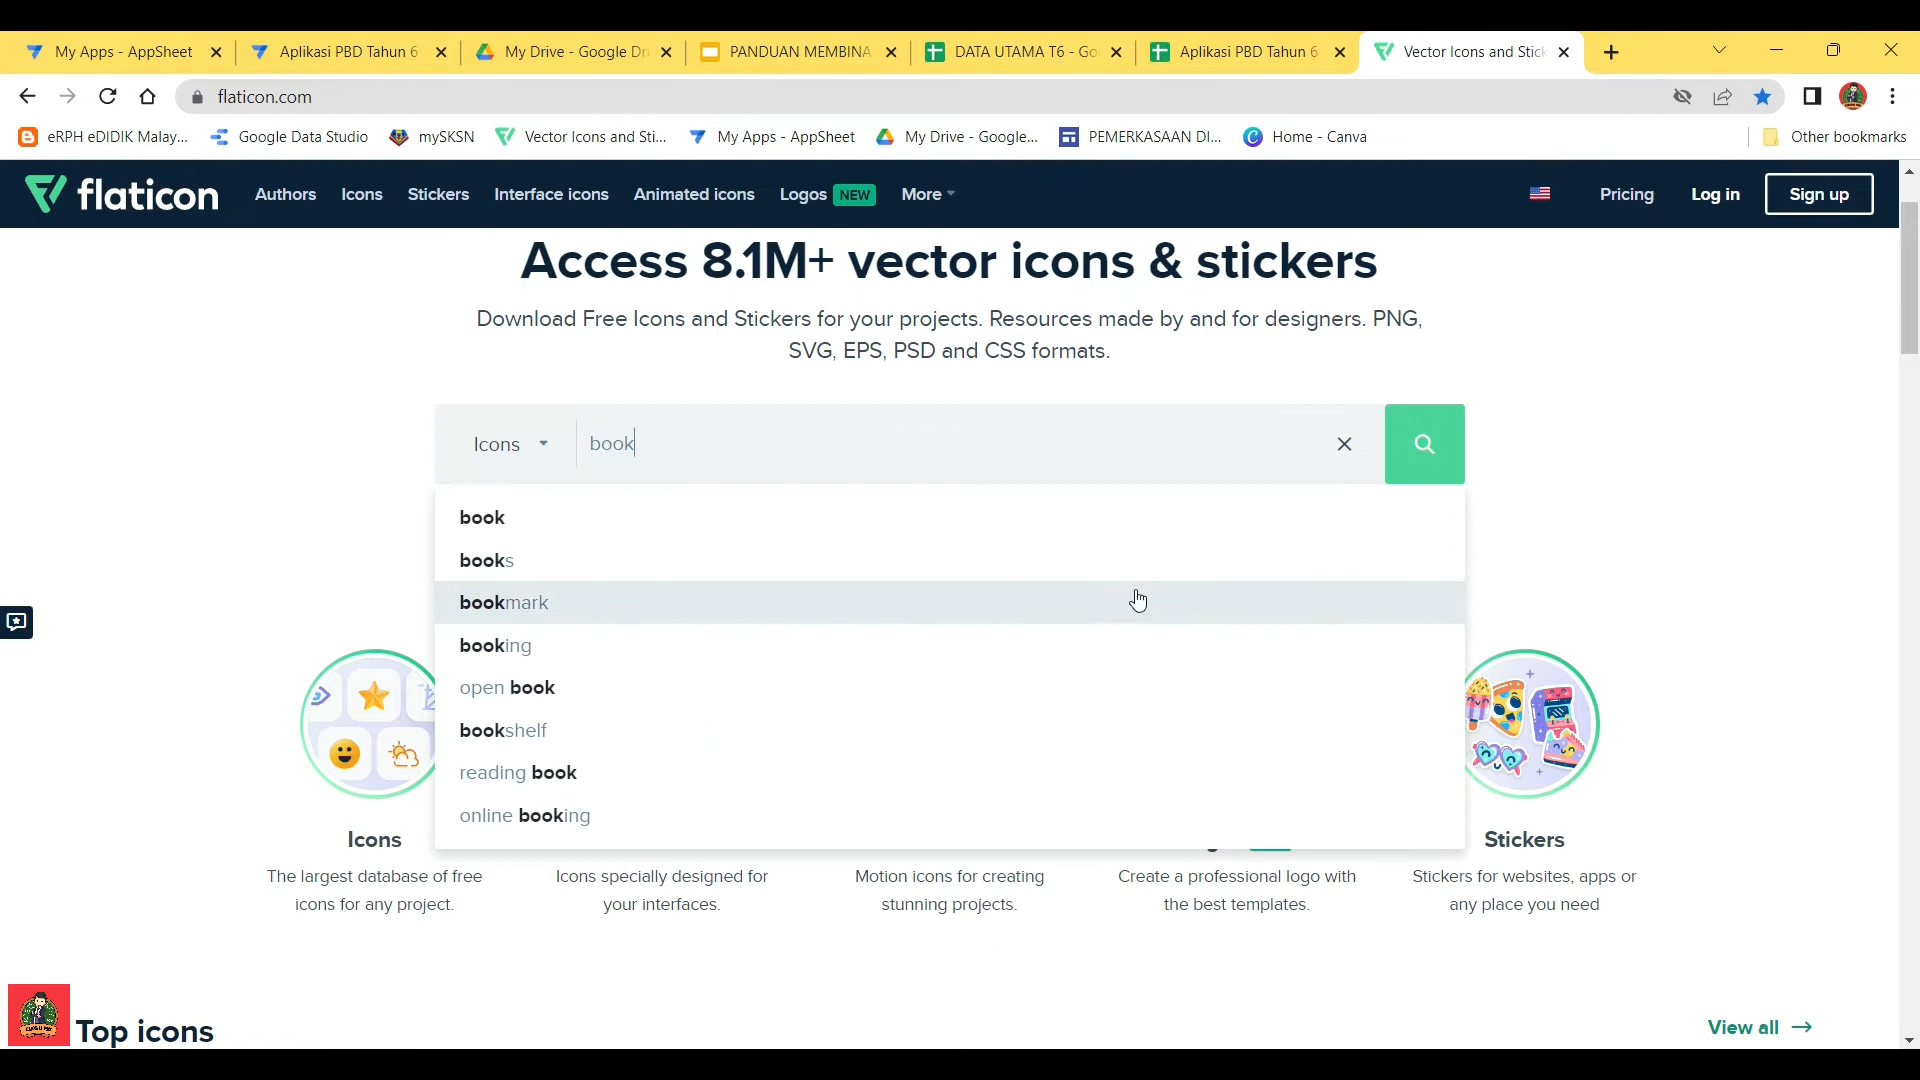 My Apps - AppSheet
Aplikasi PBD Tahun 6
My Drive - Google Dr
PANDUAN MEMBINA
DATA UTAMA T6 - Go
Aplikasi PBD Tahun 6
Vector Icons and Stick
flaticon.com
eRPH eDIDIK Malay...
Google Data Studio
mySKSN
Vector Icons and Sti...
My Apps - AppSheet
My Drive - Google...
PEMERKASAAN DI...
Home - Canva
Other bookmarks
flaticon
Authors
Icons
Stickers
Interface icons
Animated icons
Logos NEW
More
Pricing
Log in
Sign up
Access 8.1M+ vector icons & stickers
Download Free Icons and Stickers for your projects. Resources made by and for designers. PNG,
SVG, EPS, PSD and CSS formats.
Icons
book
book
books
bookmark
booking
open book
bookshelf
reading book
online booking
Icons
The largest database of free
icons for any project.
Icons specially designed for
your interfaces.
Motion icons for creating
stunning projects.
Create a professional logo with
the best templates.
Stickers
Stickers for websites, apps or
any place you need
Top icons
View all